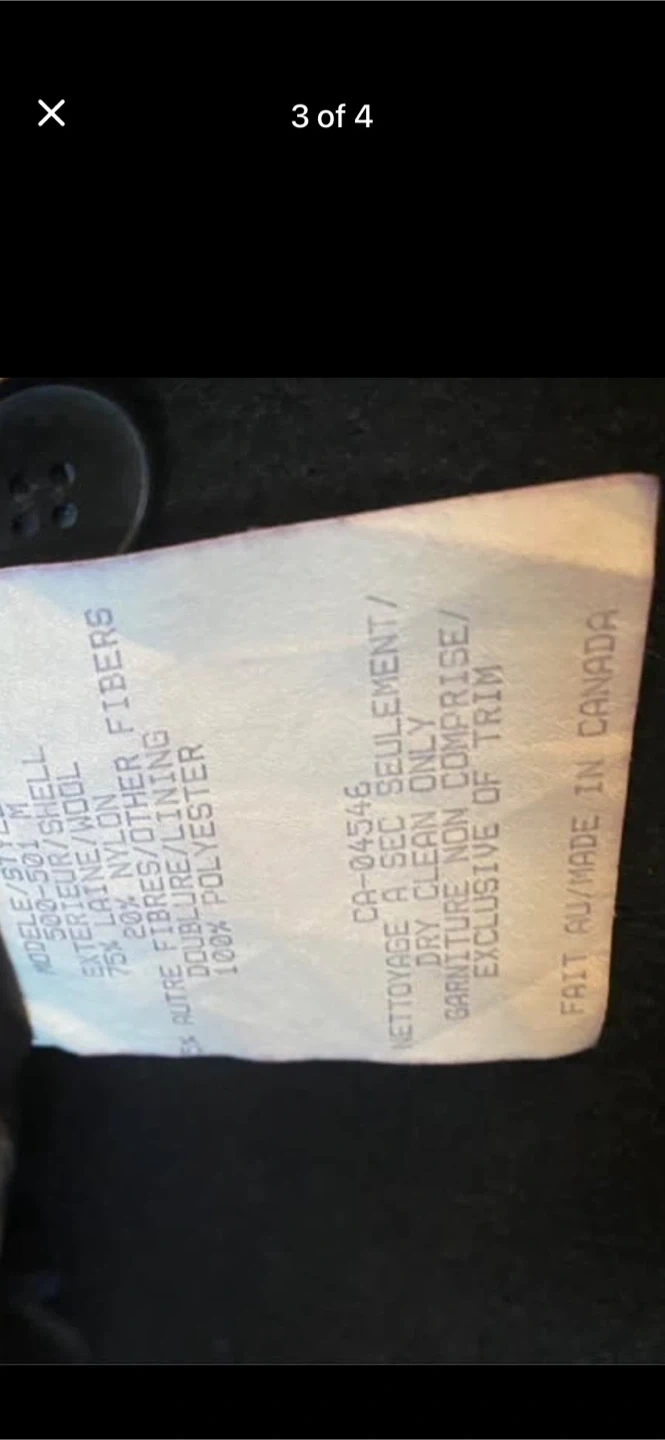 3 of 4
MODELE/STYLE
500-501 M
EXTERIEUR/SHELL
75% LAINE/WOOL
20% NYLON
5% AUTRE FIBRES/OTHER FIBERS
DOUBLURE/LINING
100% POLYESTER
CA-04546
NETTOYAGE A SEC SEULEMENT/
DRY CLEAN ONLY
GARNITURE NON COMPRISE/
EXCLUSIVE OF TRIM
FAIT AU/MADE IN CANADA